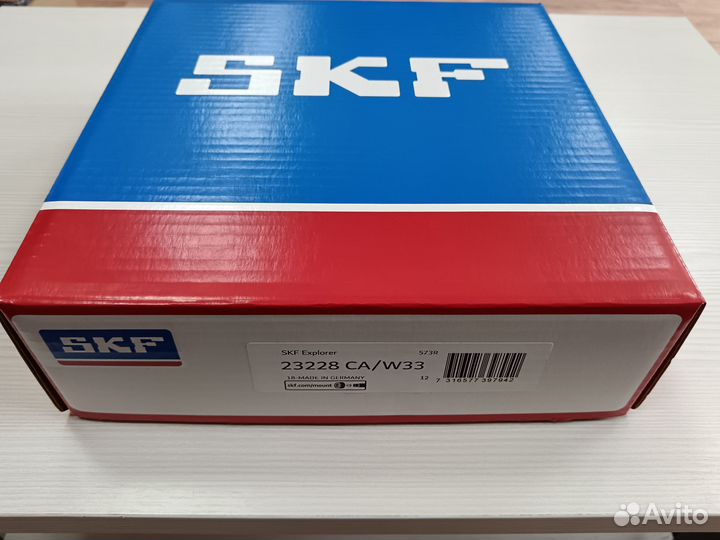 SKF
SKF
SKF Explorer 573R
23228 CA/W33
18-MADE IN GERMANY
skf.com/mount
12 7 316577 397942
Avito